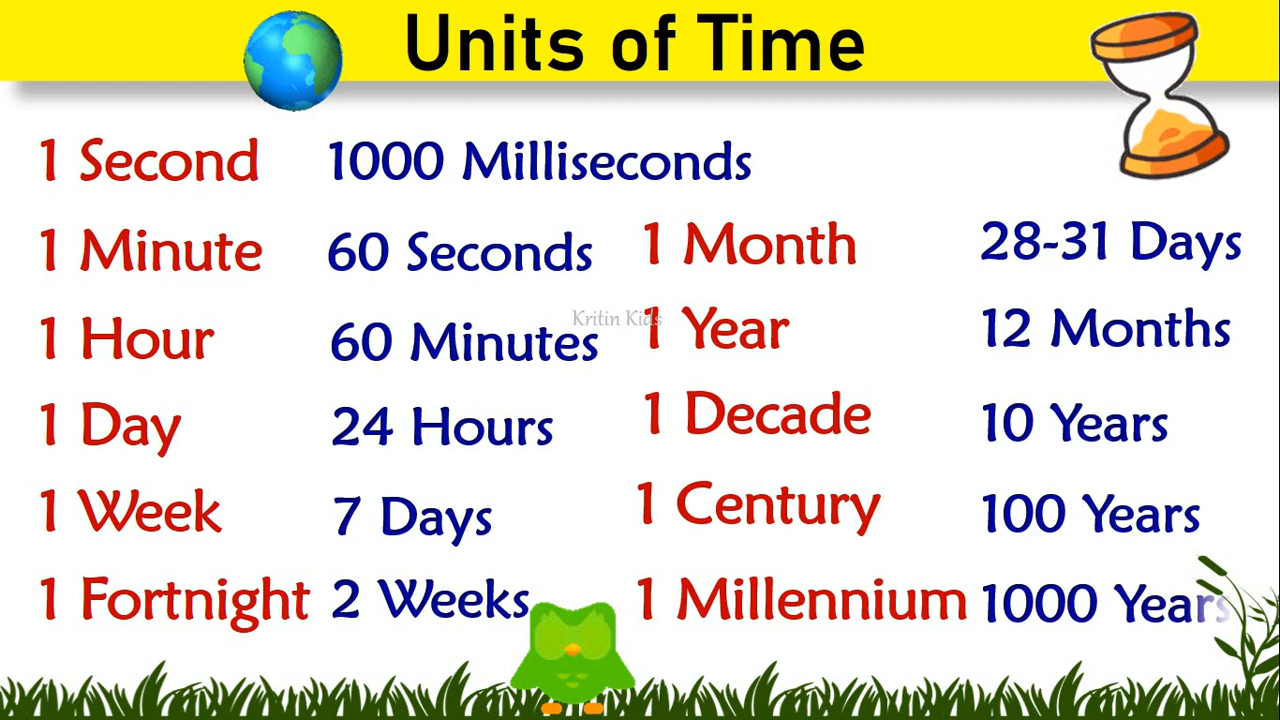 Units of Time
1 Second 1000 Milliseconds
1 Minute 60 Seconds
1 Hour 60 Minutes
1 Day 24 Hours
1 Week 7 Days
1 Fortnight 2 Weeks
1 Month 28-31 Days
1 Year 12 Months
1 Decade 10 Years
1 Century 100 Years
1 Millennium 1000 Years
Kritin Kids